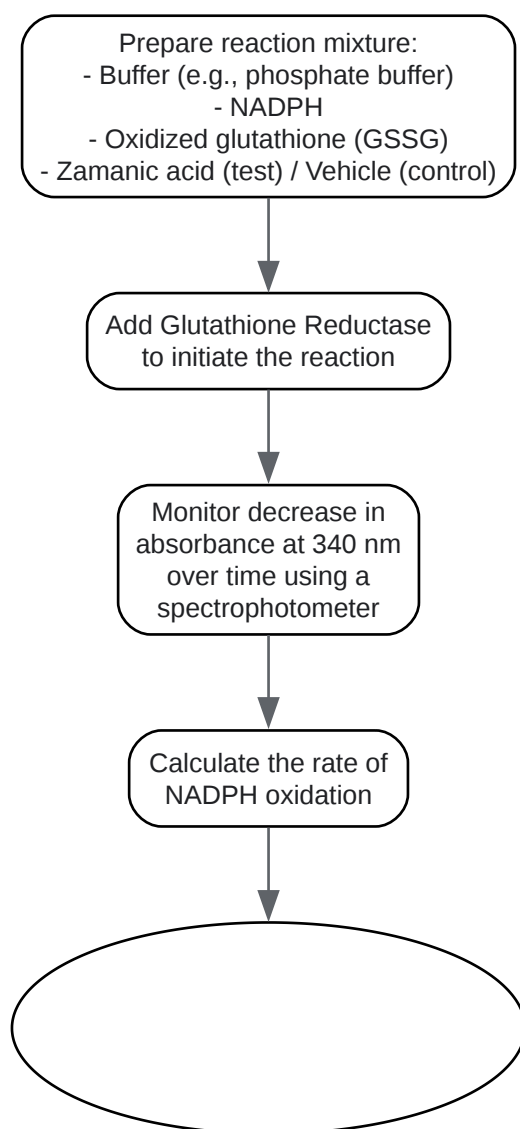 Prepare reaction mixture:
- Buffer (e.g., phosphate buffer)
- NADPH
- Oxidized glutathione (GSSG)
- Zamanic acid (test) / Vehicle (control)
Add Glutathione Reductase
to initiate the reaction
Monitor decrease in
absorbance at 340 nm
over time using a
spectrophotometer
Calculate the rate of
NADPH oxidation